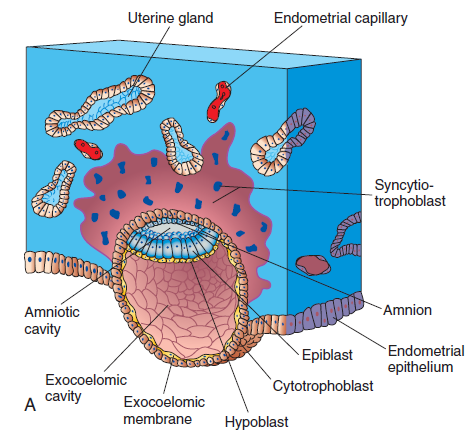 Uterine gland
Endometrial capillary
Syncytio-
trophoblast
Amniotic
cavity
Amnion
Epiblast
Endometrial
epithelium
Exocoelomic
cavity
Cytotrophoblast
A
Exocoelomic
membrane
Hypoblast